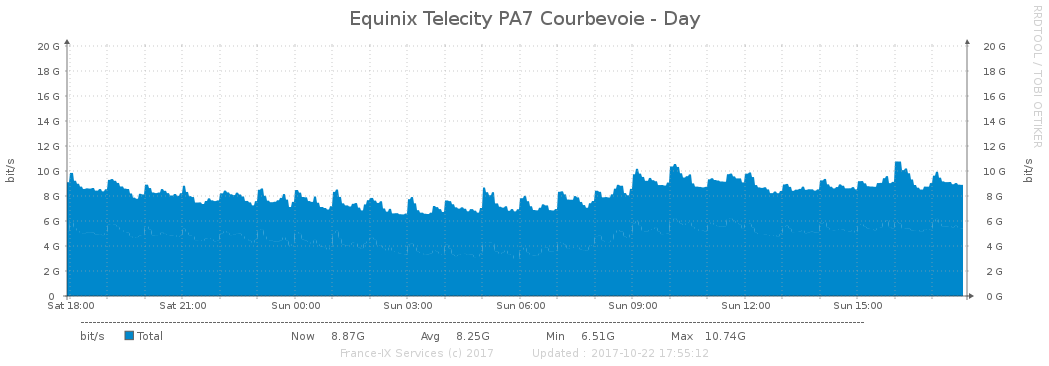 Equinix Telecity PA7 Courbevoie - Day
RRDTOOL / TOBI OETIKER
bit/s
20 G
18 G
16 G
14 G
12 G
10 G
8 G
6 G
4 G
2 G
0
20 G
18 G
16 G
14 G
12 G
10 G
8 G
6 G
4 G
2 G
0 G
bit/s
Sat 18:00 Sat 21:00 Sun 00:00 Sun 03:00 Sun 06:00 Sun 09:00 Sun 12:00 Sun 15:00
bit/s Total Now 8.87G Avg 8.25G Min 6.51G Max 10.74G
France-IX Services (c) 2017 Updated : 2017-10-22 17:55:12